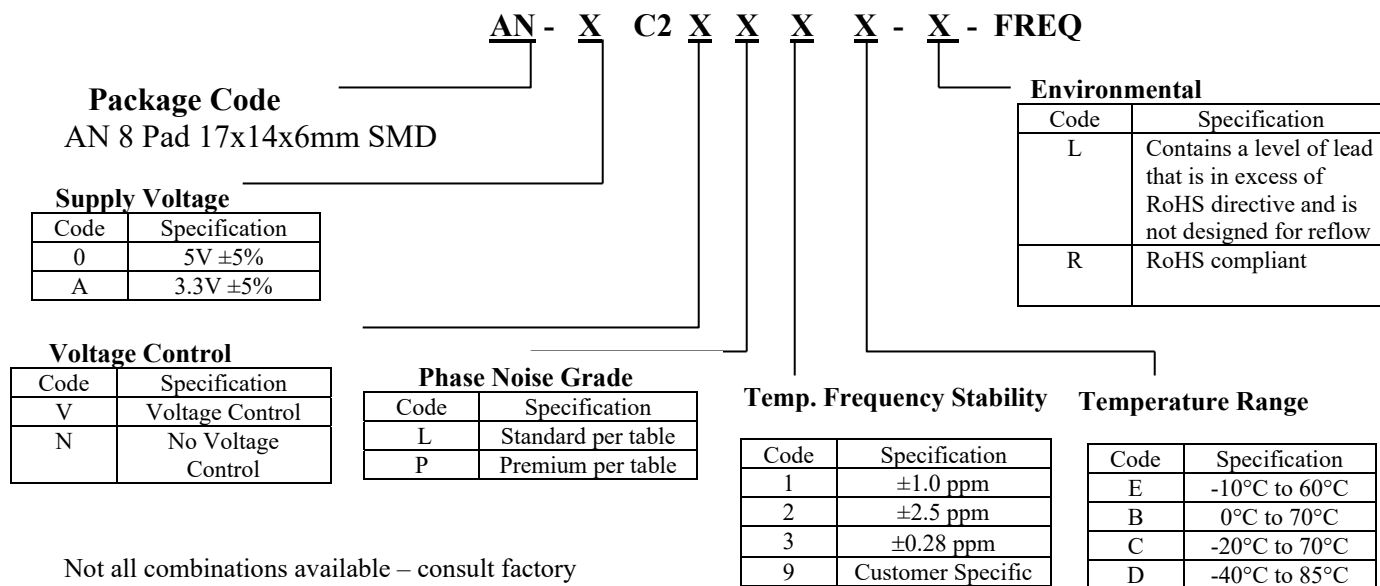 AN - X C2 X X X X - X - FREQ
Package Code
AN 8 Pad 17x14x6mm SMD
Supply Voltage
Code Specification
0 5V ±5%
A 3.3V ±5%
Voltage Control
Code Specification
V Voltage Control
N No Voltage
Control
Phase Noise Grade
Code Specification
L Standard per table
P Premium per table
Temp. Frequency Stability
Code Specification
1 ±1.0 ppm
2 ±2.5 ppm
3 ±0.28 ppm
9 Customer Specific
Temperature Range
Code Specification
E -10°C to 60°C
B 0°C to 70°C
C -20°C to 70°C
D -40°C to 85°C
Environmental
Code Specification
L Contains a level of lead
that is in excess of
RoHS directive and is
not designed for reflow
R RoHS compliant
Not all combinations available – consult factory